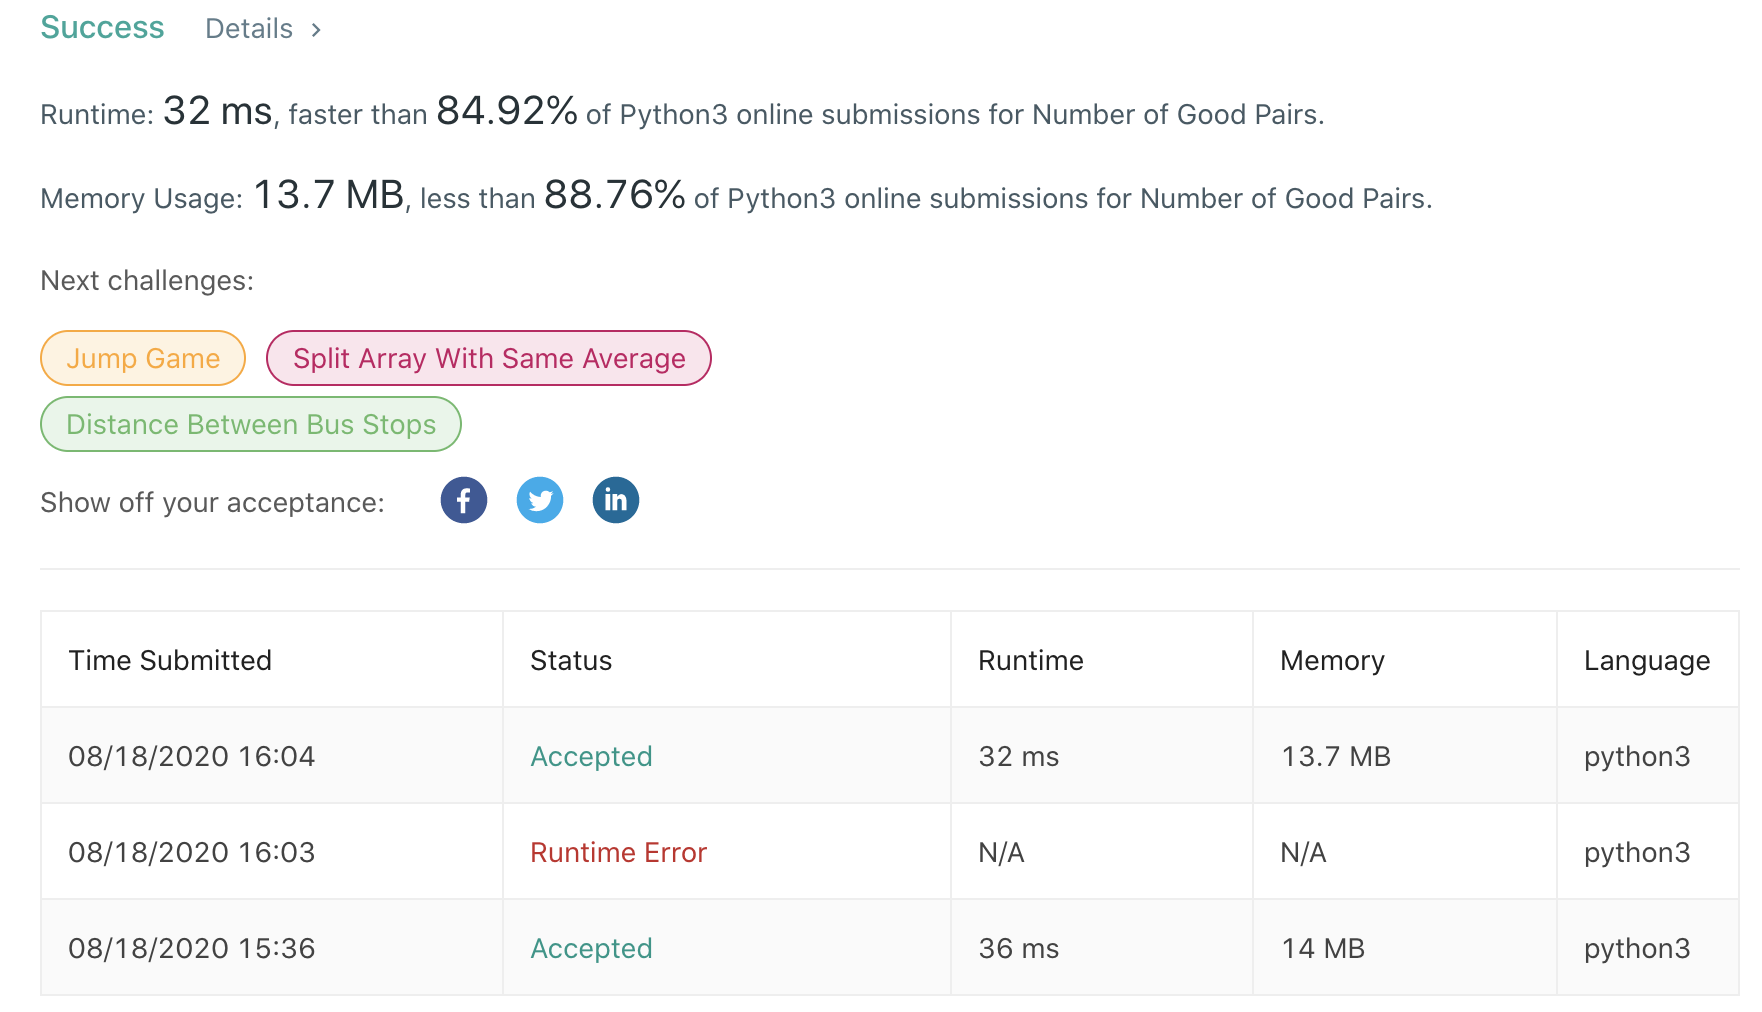 Success Details >
Runtime: 32 ms, faster than 84.92% of Python3 online submissions for Number of Good Pairs.
Memory Usage: 13.7 MB, less than 88.76% of Python3 online submissions for Number of Good Pairs.
Next challenges:
Jump Game Split Array With Same Average
Distance Between Bus Stops
Show off your acceptance: f in
Time Submitted Status Runtime Memory Language
08/18/2020 16:04 Accepted 32 ms 13.7 MB python3
08/18/2020 16:03 Runtime Error N/A N/A python3
08/18/2020 15:36 Accepted 36 ms 14 MB python3